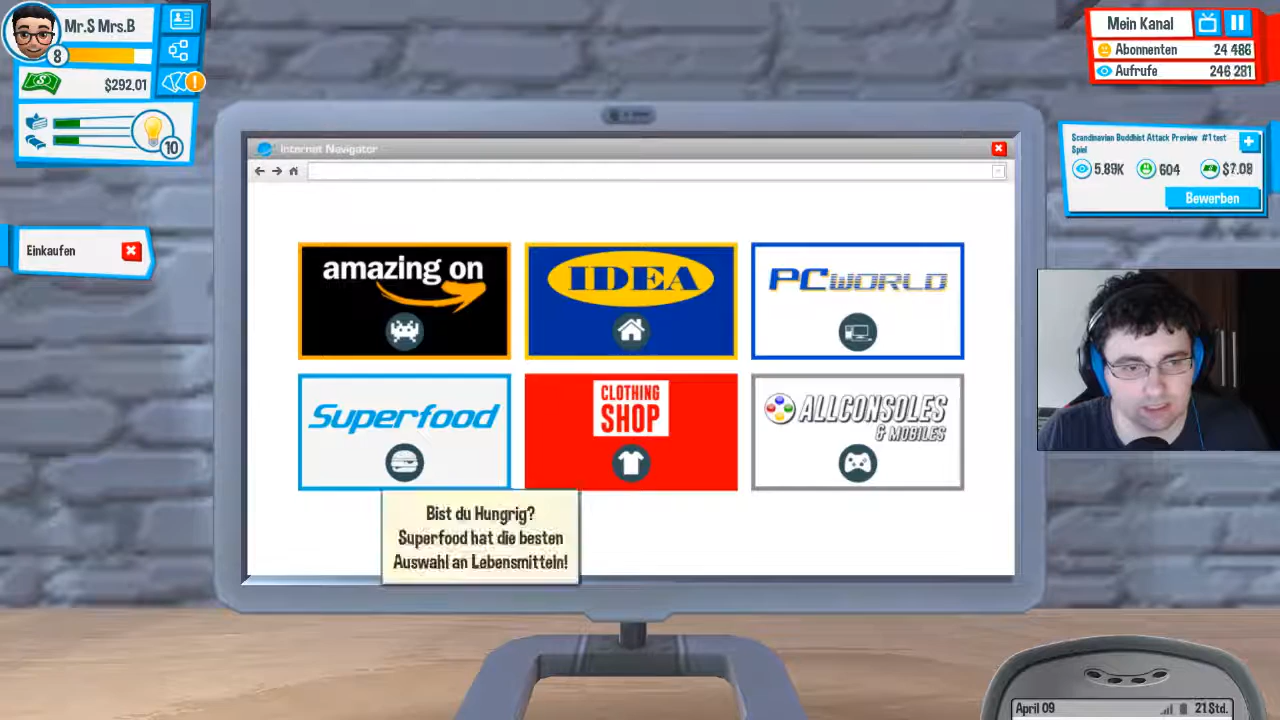 Mr.S Mrs.B
8
$292.01
!
10
Einkaufen
Mein Kanal
Abonnenten 24 486
Aufrufe 246 281
Scandinavian Buddhist Attack Preview #1 test
Spiel
5.89K 604 $7.08
Bewerben
Internet Navigator
amazing on
IDEA
PCWORLD
Superfood
CLOTHING
SHOP
ALLCONSOLES
& MOBILES
Bist du Hungrig?
Superfood hat die besten
Auswahl an Lebensmitteln!
April 09 21 Std.